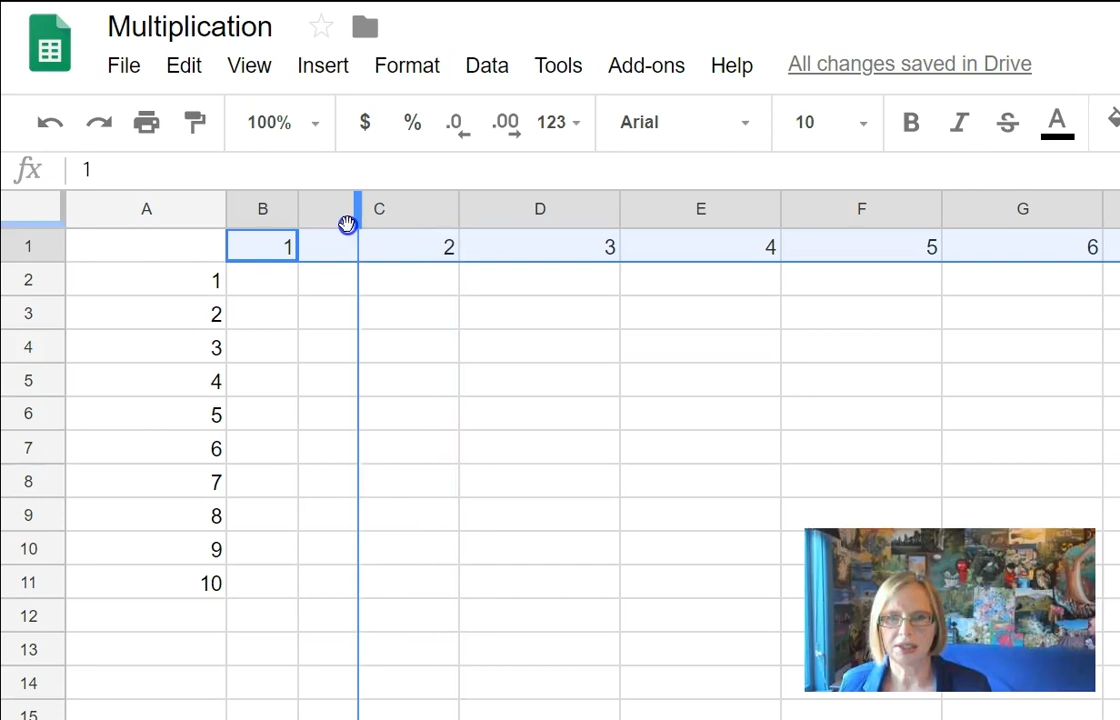 Multiplication
File Edit View Insert Format Data Tools Add-ons Help All changes saved in Drive
100% $ % .0 .00 123 Arial 10 B I S A
fx 1
A B C D E F G
1 1 2 3 4 5 6
2 1
3 2
4 3
5 4
6 5
7 6
8 7
9 8
10 9
11 10
12
13
14
15